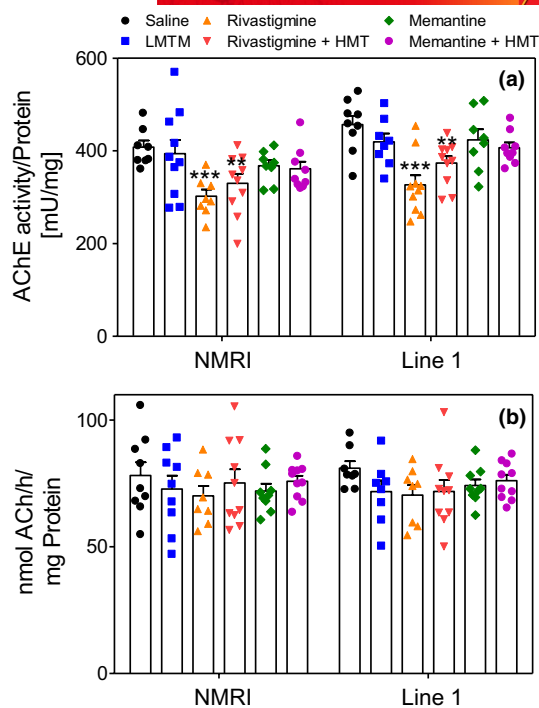 Saline Rivastigmine Memantine
LMTM Rivastigmine + HMT Memantine + HMT
(a)
AChE activity/Protein
[mU/mg]
600
400
200
0
*** ** *** **
NMRI Line 1
(b)
nmol ACh/h/
mg Protein
100
50
0
NMRI Line 1